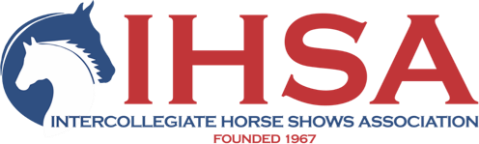 IHSA
INTERCOLLEGIATE HORSE SHOWS ASSOCIATION
FOUNDED 1967